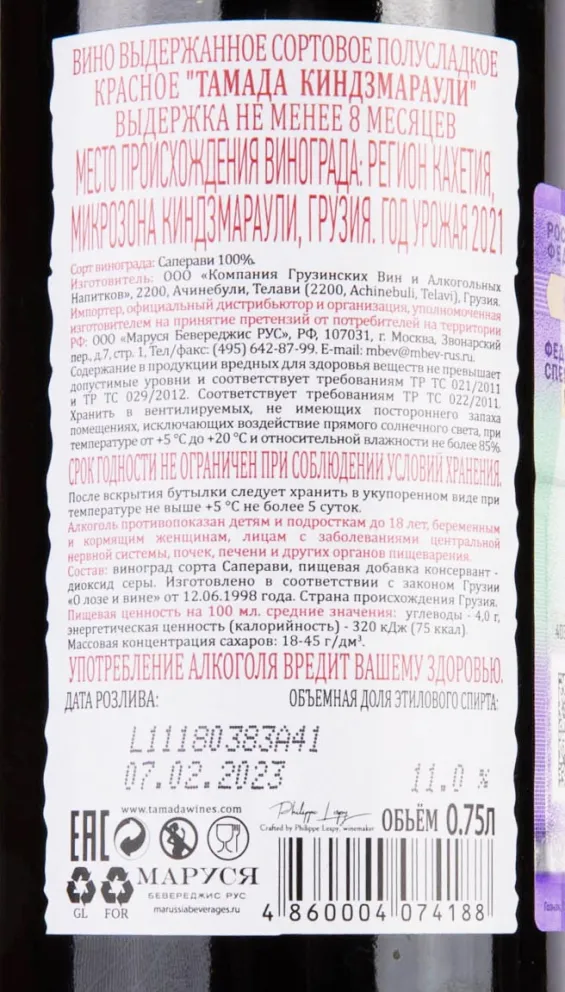 ВИНО ВЫДЕРЖАННОЕ СОРТОВОЕ ПОЛУСЛАДКОЕ
КРАСНОЕ "ТАМАДА КИНДЗМАРАУЛИ"
ВЫДЕРЖКА НЕ МЕНЕЕ 8 МЕСЯЦЕВ
МЕСТО ПРОИСХОЖДЕНИЯ ВИНОГРАДА: РЕГИОН КАХЕТИЯ,
МИКРОЗОНА КИНДЗМАРАУЛИ, ГРУЗИЯ. ГОД УРОЖАЯ 2021
Сорт винограда: Саперави 100%.
Изготовитель: ООО «Компания Грузинских Вин и Алкогольных
Напитков», 2200, Ачинебули, Телави (2200, Achinebuli, Telavi), Грузия.
Импортер, официальный дистрибьютор и организация, уполномоченная
изготовителем на принятие претензий от потребителей на территории
РФ: ООО «Маруся Бевереджис РУС», РФ, 107031, г. Москва, Звонарский
пер., д.7, стр. 1, Тел/факс: (495) 642-87-99. E-mail: mbev@mbev-rus.ru.
Содержание в продукции вредных для здоровья веществ не превышает
допустимые уровни и соответствует требованиям ТР ТС 021/2011
и ТР ТС 029/2012. Соответствует требованиям ТР ТС 022/2011.
Хранить в вентилируемых, не имеющих постороннего запаха
помещениях, исключающих воздействие прямого солнечного света, при
температуре от +5 °С до +20 °С и относительной влажности не более 85%.
СРОК ГОДНОСТИ НЕ ОГРАНИЧЕН ПРИ СОБЛЮДЕНИИ УСЛОВИЙ ХРАНЕНИЯ.
После вскрытия бутылки следует хранить в укупоренном виде при
температуре не выше +5 °С не более 5 суток.
Алкоголь противопоказан детям и подросткам до 18 лет, беременным
и кормящим женщинам, лицам с заболеваниями центральной
нервной системы, почек, печени и других органов пищеварения.
Состав: виноград сорта Саперави, пищевая добавка консервант -
диоксид серы. Изготовлено в соответствии с законом Грузии
«О лозе и вине» от 12.06.1998 года. Страна происхождения Грузия.
Пищевая ценность на 100 мл. средние значения: углеводы - 4,0 г,
энергетическая ценность (калорийность) - 320 кДж (75 ккал).
Массовая концентрация сахаров: 18-45 г/дм³.
УПОТРЕБЛЕНИЕ АЛКОГОЛЯ ВРЕДИТ ВАШЕМУ ЗДОРОВЬЮ.
ДАТА РОЗЛИВА: ОБЪЕМНАЯ ДОЛЯ ЭТИЛОВОГО СПИРТА:
L11180383A41
07.02.2023 11.0 %
www.tamadawines.com
Philippe Lespy
Crafted by Philippe Lespy, winemaker
ОБЪЁМ 0.75Л
EAC
GL FOR
МАРУСЯ
БЕВЕРЕДЖИС РУС
marussiabeverages.ru
4 860004 074188
РОС
ФЕД
ФЕД
СПЕ